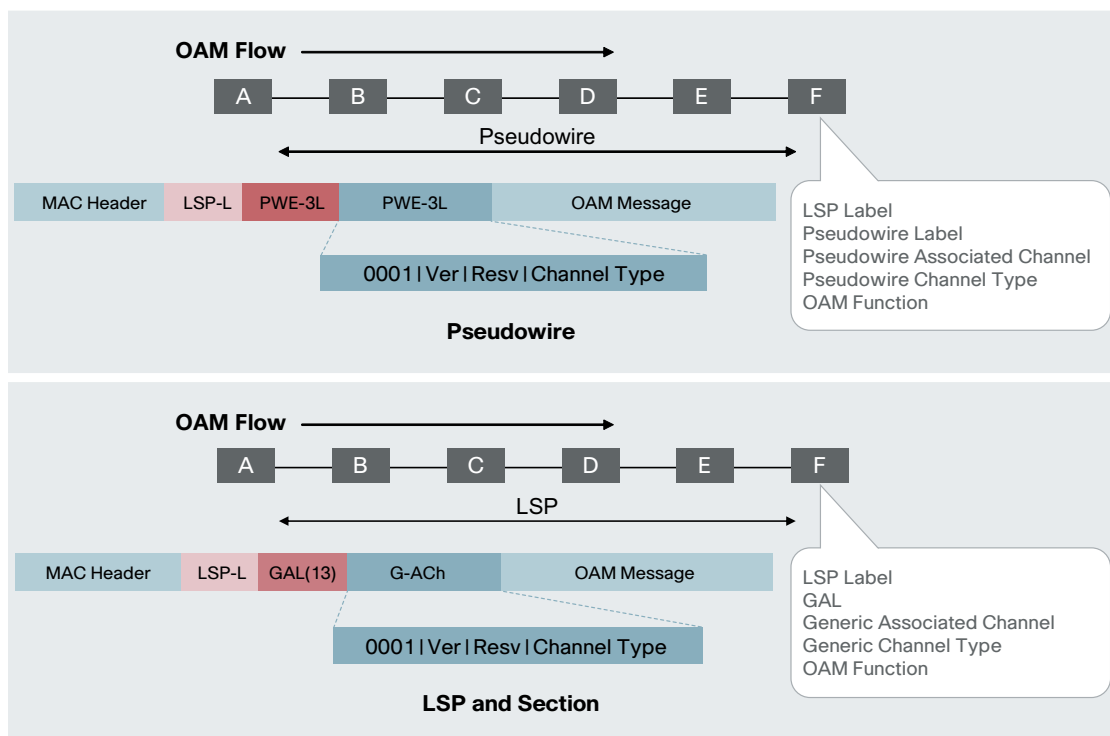 OAM Flow
A B C D E F
Pseudowire
MAC Header LSP-L PWE-3L PWE-3L OAM Message
0001 | Ver | Resv | Channel Type
Pseudowire
LSP Label
Pseudowire Label
Pseudowire Associated Channel
Pseudowire Channel Type
OAM Function
OAM Flow
A B C D E F
LSP
MAC Header LSP-L GAL(13) G-ACh OAM Message
0001 | Ver | Resv | Channel Type
LSP and Section
LSP Label
GAL
Generic Associated Channel
Generic Channel Type
OAM Function